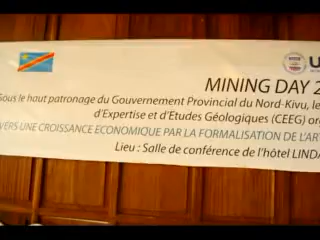 U
MINING DAY 2
Sous le haut patronage du Gouvernement Provincial du Nord-Kivu, le
d'Expertise et d'Etudes Géologiques (CEEG) or
VERS UNE CROISSANCE ECONOMIQUE PAR LA FORMALISATION DE L'AR
Lieu : Salle de conférence de l'hôtel LINDA